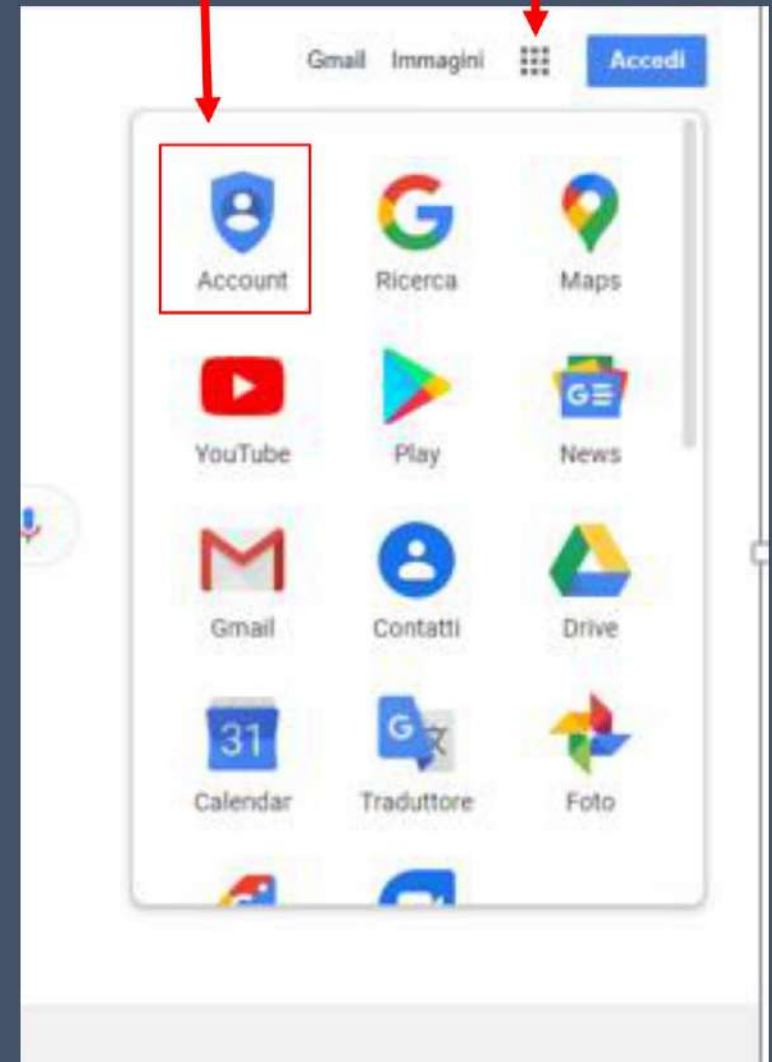 Gmail Immagini Accedi
Account Ricerca Maps
G
YouTube Play News
Gmail Contatti Drive
31 G
Calendar Traduttore Foto